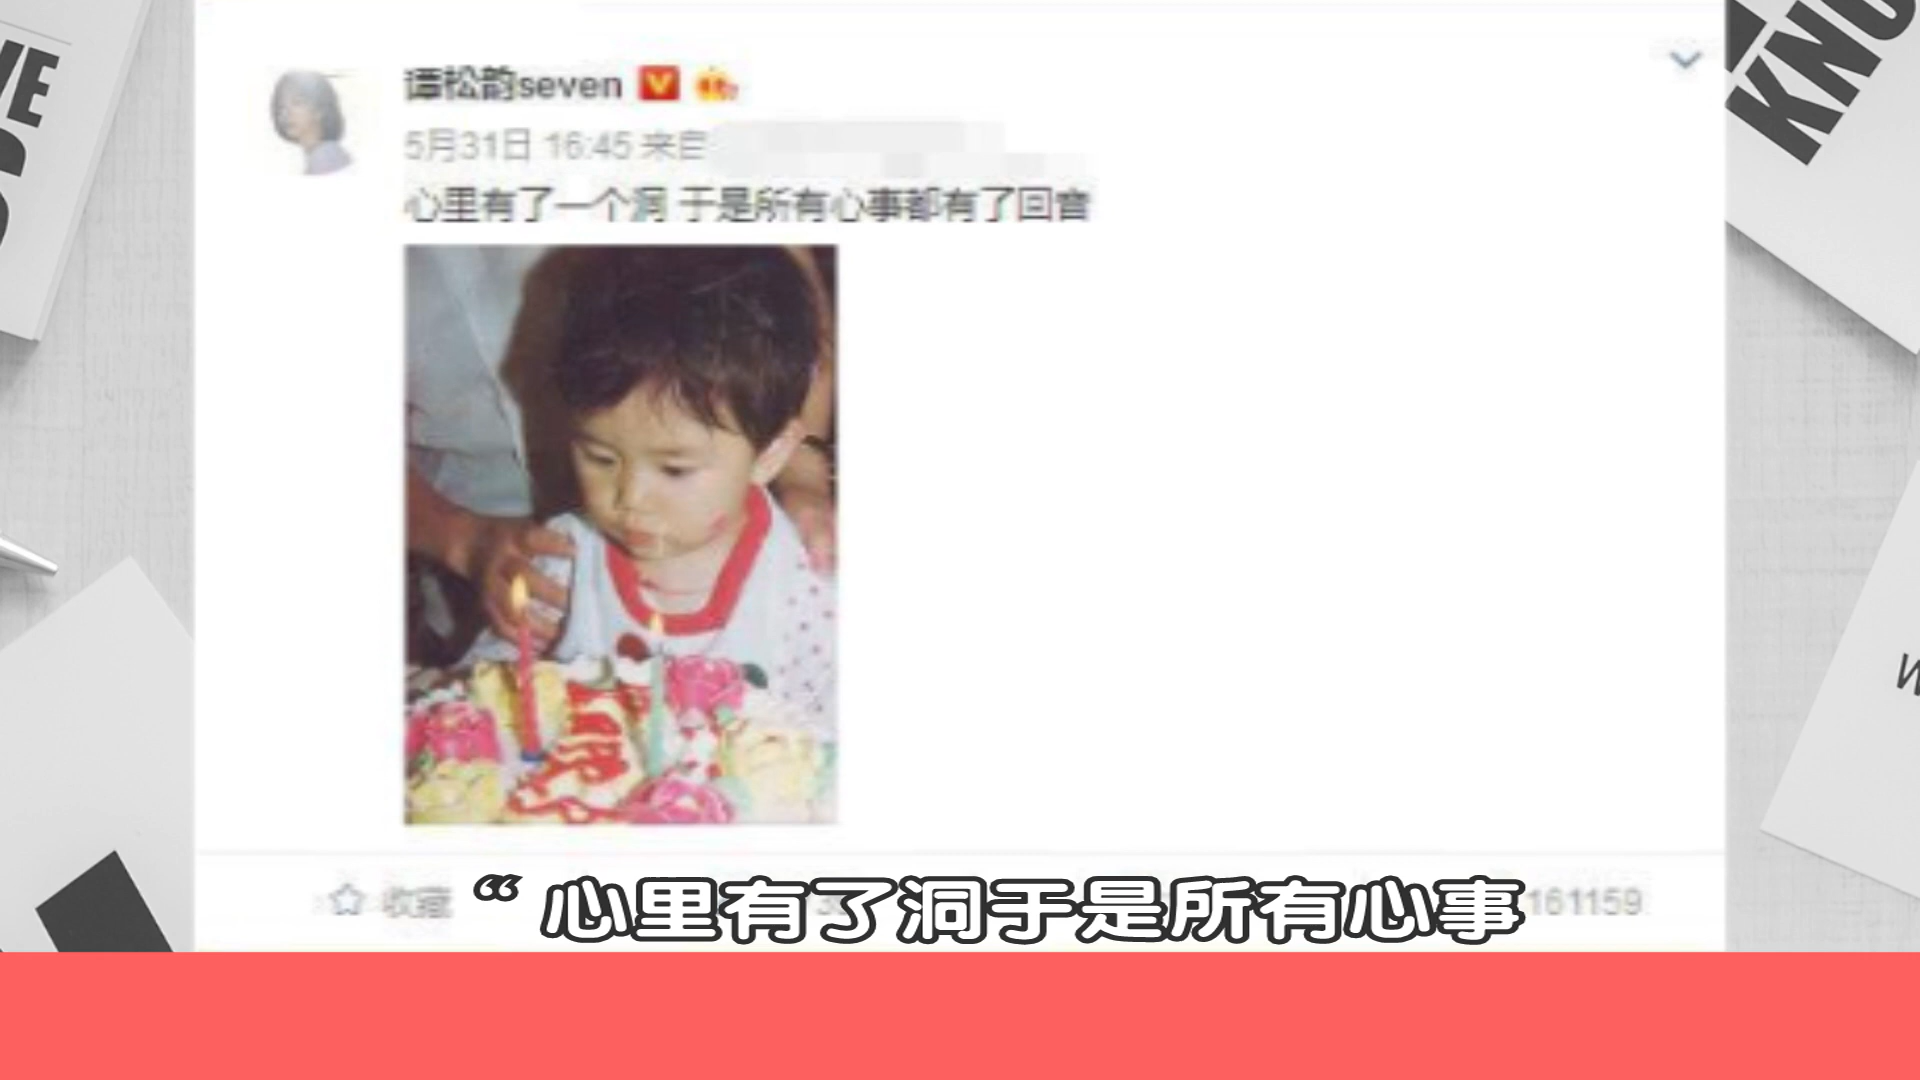 谭松韵seven
5月31日 16:45 来自
心里有了一个洞 于是所有心事都有了回音
收藏
161159
“心里有了洞于是所有心事
KNO